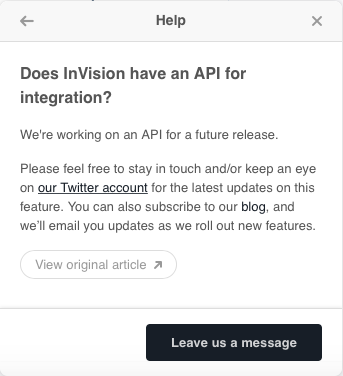 Help
Does InVision have an API for
integration?
We're working on an API for a future release.
Please feel free to stay in touch and/or keep an eye
on our Twitter account for the latest updates on this
feature. You can also subscribe to our blog, and
we'll email you updates as we roll out new features.
View original article
Leave us a message